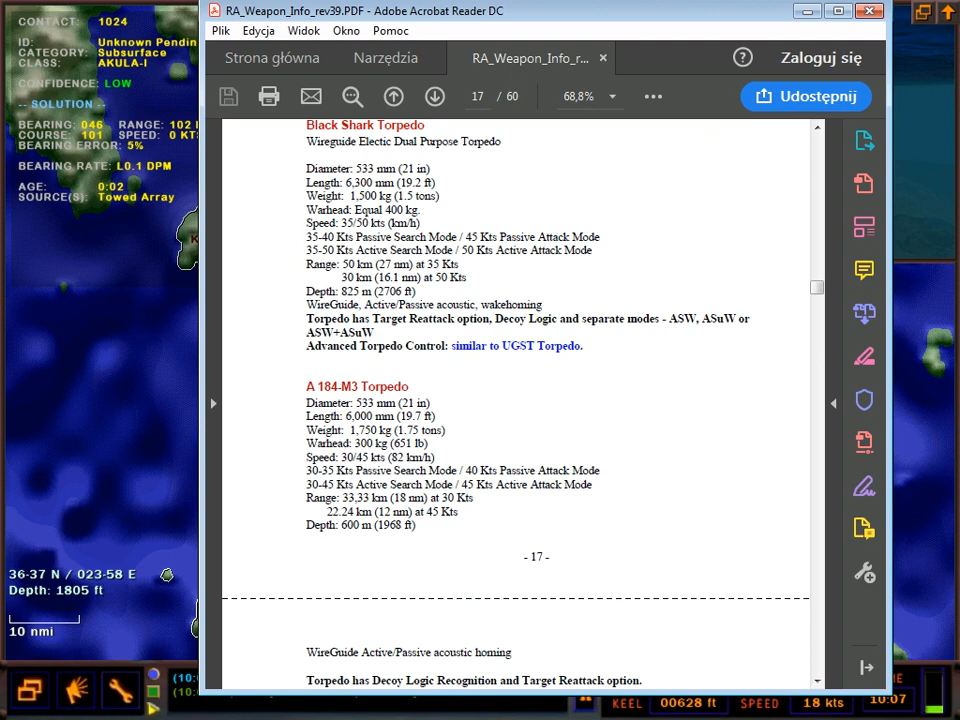 CONTACT: 1024
ID: Unknown Pendin
CATEGORY: Subsurface
CLASS: AKULA-I
CONFIDENCE: LOW
-- SOLUTION --
BEARING: 046 RANGE: 102
COURSE: 101 SPEED: 0 KT
BEARING ERROR: 5%
BEARING RATE: L0.1 DPM
AGE: 0:02
SOURCE(S): Towed Array
36-37 N / 023-58 E
Depth: 1805 ft
10 nmi
RA_Weapon_Info_rev39.PDF - Adobe Acrobat Reader DC
Plik Edycja Widok Okno Pomoc
Strona główna Narzędzia RA_Weapon_Info_r... × Zaloguj się
17 / 60 68,8% Udostępnij
Black Shark Torpedo
Wireguide Electic Dual Purpose Torpedo
Diameter: 533 mm (21 in)
Length: 6,300 mm (19.2 ft)
Weight: 1,500 kg (1.5 tons)
Warhead: Equal 400 kg.
Speed: 35/50 kts (km/h)
35-40 Kts Passive Search Mode / 45 Kts Passive Attack Mode
35-50 Kts Active Search Mode / 50 Kts Active Attack Mode
Range: 50 km (27 nm) at 35 Kts
30 km (16.1 nm) at 50 Kts
Depth: 825 m (2706 ft)
WireGuide, Active/Passive acoustic, wakehoming
Torpedo has Target Reattack option, Decoy Logic and separate modes - ASW, ASuW or
ASW+ASuW
Advanced Torpedo Control: similar to UGST Torpedo.
A 184-M3 Torpedo
Diameter: 533 mm (21 in)
Length: 6,000 mm (19.7 ft)
Weight: 1,750 kg (1.75 tons)
Warhead: 300 kg (651 lb)
Speed: 30/45 kts (82 km/h)
30-35 Kts Passive Search Mode / 40 Kts Passive Attack Mode
30-45 Kts Active Search Mode / 45 Kts Active Attack Mode
Range: 33,33 km (18 nm) at 30 Kts
22.24 km (12 nm) at 45 Kts
Depth: 600 m (1968 ft)
- 17 -
WireGuide Active/Passive acoustic homing
Torpedo has Decoy Logic Recognition and Target Reattack option.
KEEL 00628 ft SPEED 18 kts 10:07